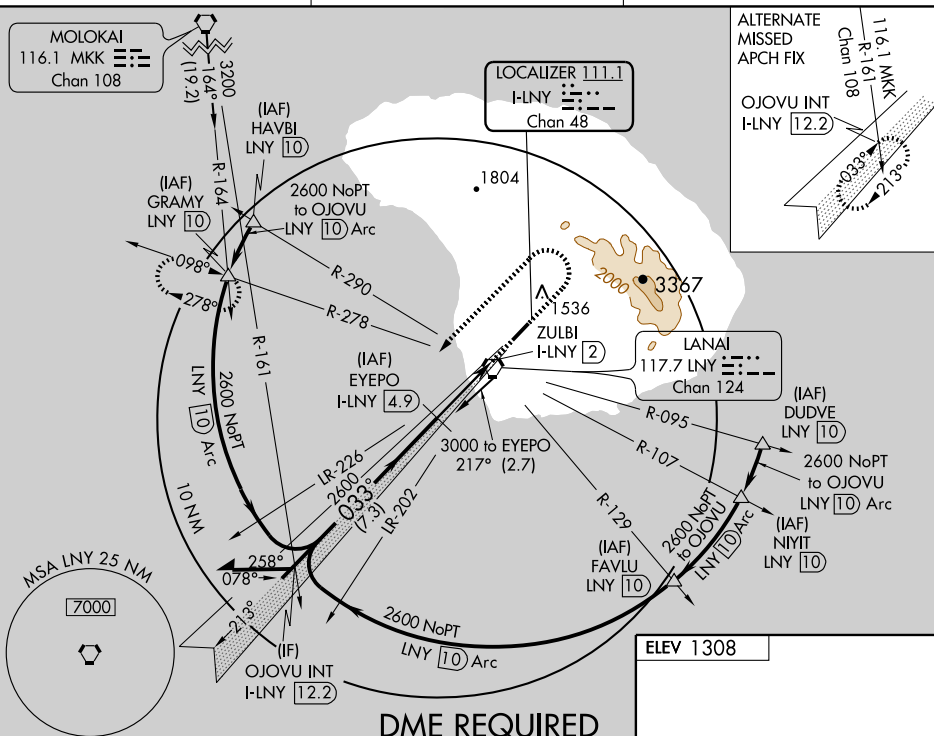 MOLOKAI
116.1 MKK
Chan 108
3200
164°
(19.2)
R-164
R-161
(IAF)
HAVBI
LNY 10
(IAF)
GRAMY
LNY 10
2600 NoPT
to OJOVU
LNY 10 Arc
098°
278°
R-290
R-278
LOCALIZER 111.1
I-LNY
Chan 48
1804
2000
3367
1536
ZULBI
I-LNY 2
LANAI
117.7 LNY
Chan 124
ALTERNATE
MISSED
APCH FIX
116.1 MKK
Chan 108
R-161
OJOVU INT
I-LNY 12.2
033°
213°
(IAF)
EYEPO
I-LNY 4.9
3000 to EYEPO
217° (2.7)
2600 NoPT
LNY 10 Arc
10 NM
LR-226
2600
033°
(7.3)
LR-202
R-095
R-107
R-129
(IAF)
DUDVE
LNY 10
2600 NoPT
to OJOVU
LNY 10 Arc
(IAF)
NIYIT
LNY 10
2600 NoPT
to OJOVU
LNY 10 Arc
(IAF)
FAVLU
LNY 10
2600 NoPT
LNY 10 Arc
258°
078°
213°
(IF)
OJOVU INT
I-LNY 12.2
MSA LNY 25 NM
7000
ELEV 1308
DME REQUIRED